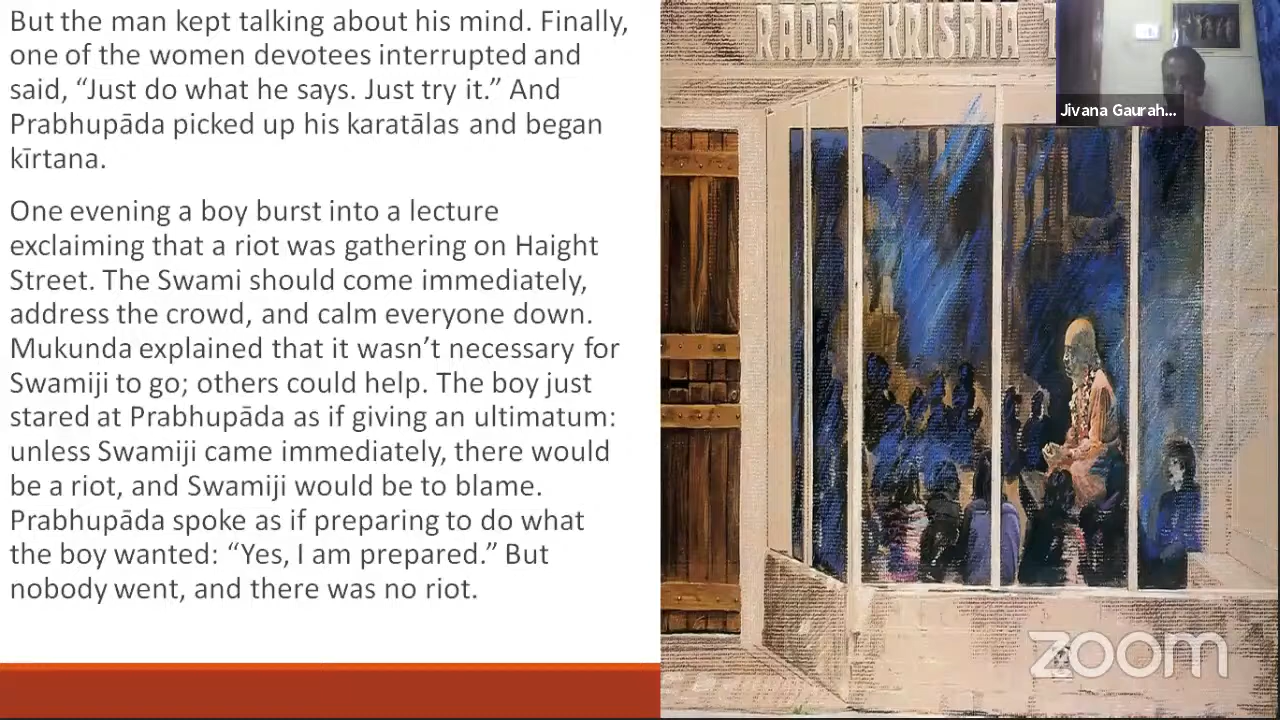 But the man kept talking about his mind. Finally,
one of the women devotees interrupted and
said, “Just do what he says. Just try it.” And
Prabhupāda picked up his karatālas and began
kīrtana.
One evening a boy burst into a lecture
exclaiming that a riot was gathering on Haight
Street. The Swami should come immediately,
address the crowd, and calm everyone down.
Mukunda explained that it wasn’t necessary for
Swamiji to go; others could help. The boy just
stared at Prabhupāda as if giving an ultimatum:
unless Swamiji came immediately, there would
be a riot, and Swamiji would be to blame.
Prabhupāda spoke as if preparing to do what
the boy wanted: “Yes, I am prepared.” But
nobody went, and there was no riot.
RADHA KRISHNA T
Jivana Gaurah...
zoom